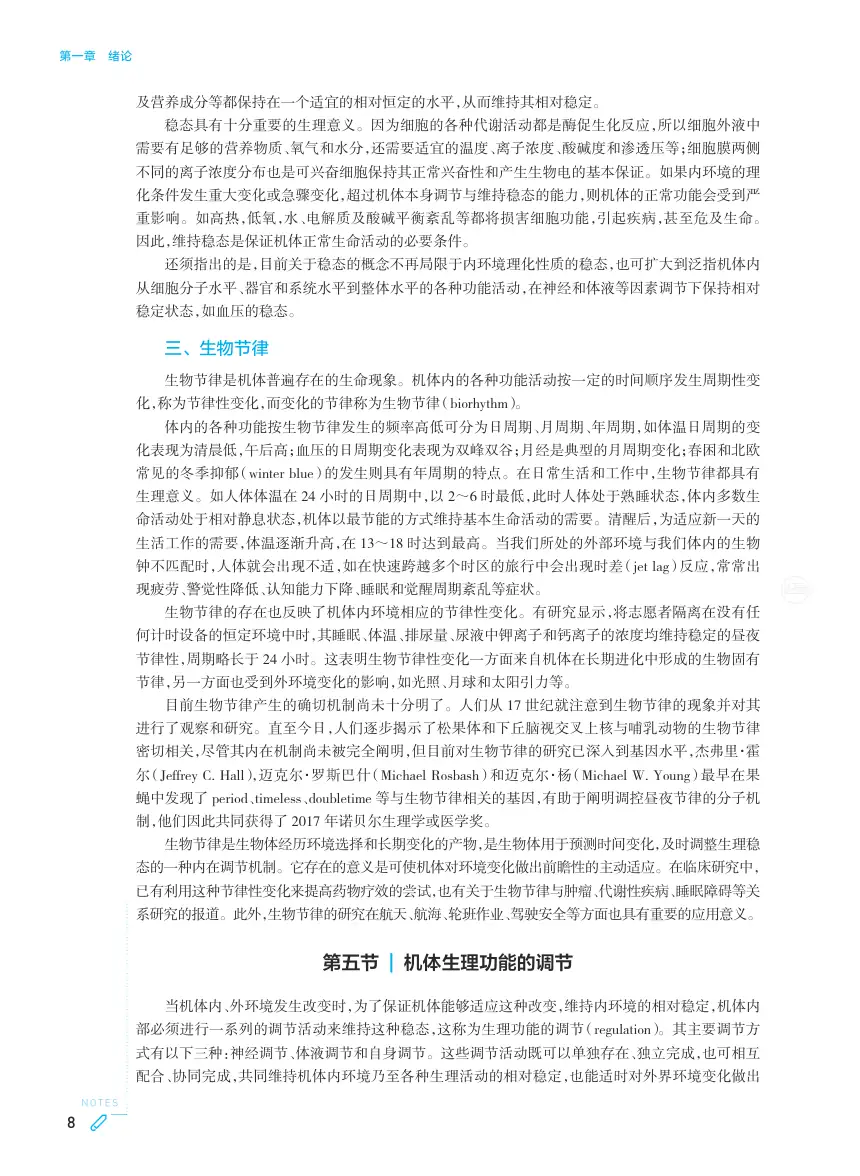 第一章 绪论
及营养成分等都保持在一个适宜的相对恒定的水平,从而维持其相对稳定。
稳态具有十分重要的生理意义。因为细胞的各种代谢活动都是酶促生化反应,所以细胞外液中
需要有足够的营养物质、氧气和水分,还需要适宜的温度、离子浓度、酸碱度和渗透压等;细胞膜两侧
不同的离子浓度分布也是可兴奋细胞保持其正常兴奋性和产生生物电的基本保证。如果内环境的理
化条件发生重大变化或急骤变化,超过机体本身调节与维持稳态的能力,则机体的正常功能会受到严
重影响。如高热,低氧,水、电解质及酸碱平衡紊乱等都将损害细胞功能,引起疾病,甚至危及生命。
因此,维持稳态是保证机体正常生命活动的必要条件。
还须指出的是,目前关于稳态的概念不再局限于内环境理化性质的稳态,也可扩大到泛指机体内
从细胞分子水平、器官和系统水平到整体水平的各种功能活动,在神经和体液等因素调节下保持相对
稳定状态,如血压的稳态。
三、生物节律
生物节律是机体普遍存在的生命现象。机体内的各种功能活动按一定的时间顺序发生周期性变
化,称为节律性变化,而变化的节律称为生物节律(biorhythm)。
体内的各种功能按生物节律发生的频率高低可分为日周期、月周期、年周期,如体温日周期的变
化表现为清晨低,午后高;血压的日周期变化表现为双峰双谷;月经是典型的月周期变化;春困和北欧
常见的冬季抑郁(winter blue)的发生则具有年周期的特点。在日常生活和工作中,生物节律都具有
生理意义。如人体体温在 24 小时的日周期中,以 2～6 时最低,此时人体处于熟睡状态,体内多数生
命活动处于相对静息状态,机体以最节能的方式维持基本生命活动的需要。清醒后,为适应新一天的
生活工作的需要,体温逐渐升高,在 13～18 时达到最高。当我们所处的外部环境与我们体内的生物
钟不匹配时,人体就会出现不适,如在快速跨越多个时区的旅行中会出现时差(jet lag)反应,常常出
现疲劳、警觉性降低、认知能力下降、睡眠和觉醒周期紊乱等症状。
生物节律的存在也反映了机体内环境相应的节律性变化。有研究显示,将志愿者隔离在没有任
何计时设备的恒定环境中时,其睡眠、体温、排尿量、尿液中钾离子和钙离子的浓度均维持稳定的昼夜
节律性,周期略长于 24 小时。这表明生物节律性变化一方面来自机体在长期进化中形成的生物固有
节律,另一方面也受到外环境变化的影响,如光照、月球和太阳引力等。
目前生物节律产生的确切机制尚未十分明了。人们从 17 世纪就注意到生物节律的现象并对其
进行了观察和研究。直至今日,人们逐步揭示了松果体和下丘脑视交叉上核与哺乳动物的生物节律
密切相关,尽管其内在机制尚未被完全阐明,但目前对生物节律的研究已深入到基因水平,杰弗里·霍
尔(Jeffrey C. Hall),迈克尔·罗斯巴什(Michael Rosbash)和迈克尔·杨(Michael W. Young)最早在果
蝇中发现了 period、timeless、doubletime 等与生物节律相关的基因,有助于阐明调控昼夜节律的分子机
制,他们因此共同获得了 2017 年诺贝尔生理学或医学奖。
生物节律是生物体经历环境选择和长期变化的产物,是生物体用于预测时间变化,及时调整生理稳
态的一种内在调节机制。它存在的意义是可使机体对环境变化做出前瞻性的主动适应。在临床研究中,
已有利用这种节律性变化来提高药物疗效的尝试,也有关于生物节律与肿瘤、代谢性疾病、睡眠障碍等关
系研究的报道。此外,生物节律的研究在航天、航海、轮班作业、驾驶安全等方面也具有重要的应用意义。
第五节 | 机体生理功能的调节
当机体内、外环境发生改变时,为了保证机体能够适应这种改变,维持内环境的相对稳定,机体内
部必须进行一系列的调节活动来维持这种稳态,这称为生理功能的调节(regulation)。其主要调节方
式有以下三种:神经调节、体液调节和自身调节。这些调节活动既可以单独存在、独立完成,也可相互
配合、协同完成,共同维持机体内环境乃至各种生理活动的相对稳定,也能适时对外界环境变化做出
NOTES
8